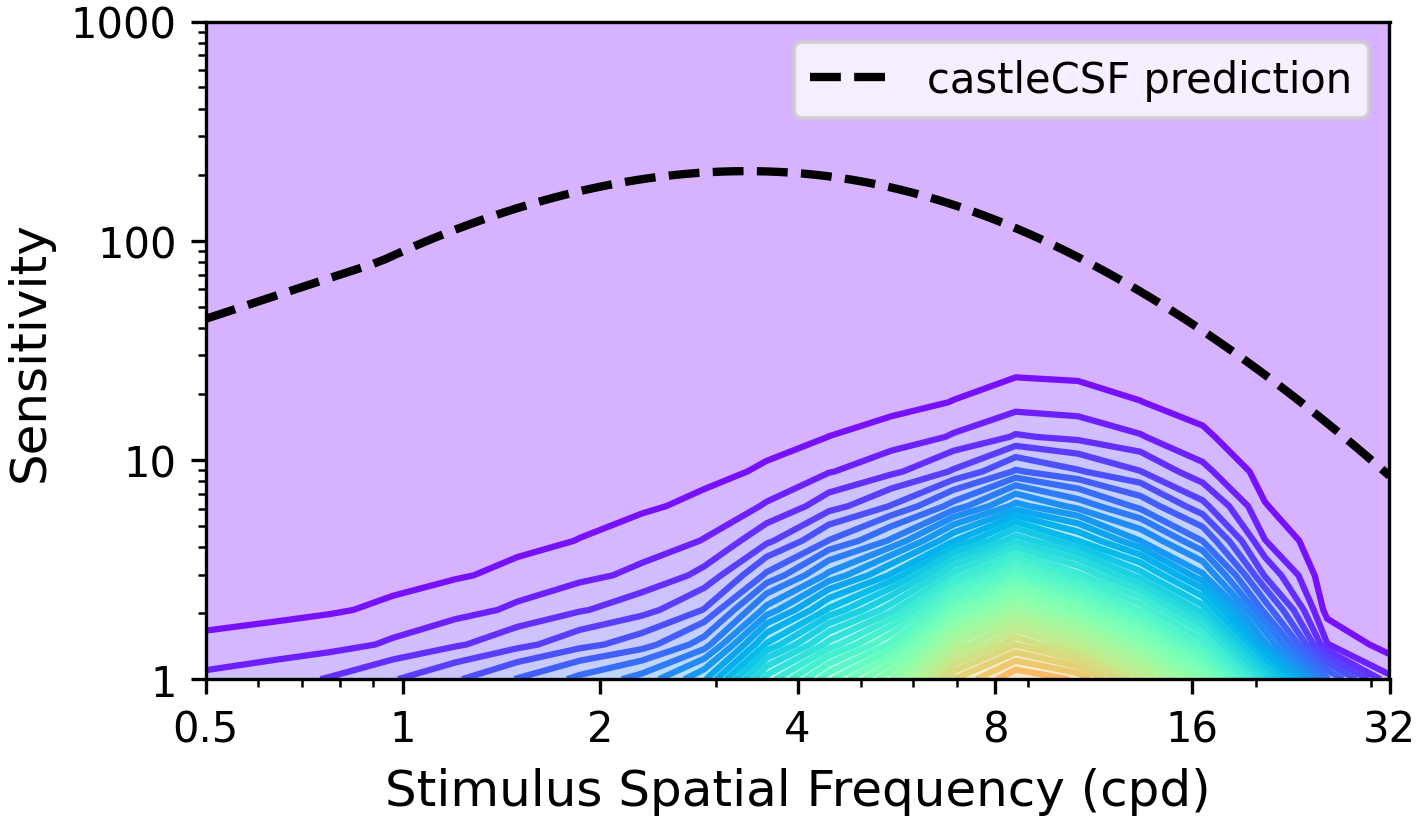 1000
castleCSF prediction
100
10
1
Sensitivity
0.5 1 2 4 8 16 32
Stimulus Spatial Frequency (cpd)